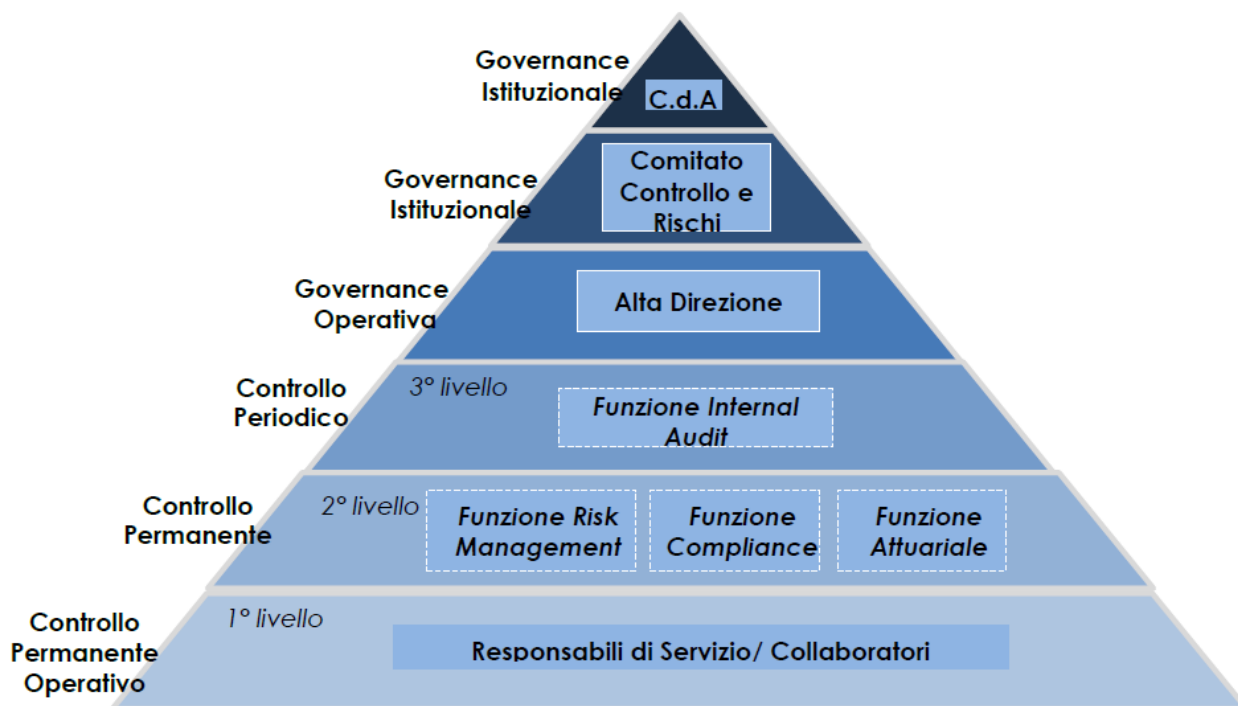 Governance
Istituzionale
C.d.A
Governance
Istituzionale
Comitato
Controllo e
Rischi
Governance
Operativa
Alta Direzione
Controllo
Periodico
3° livello
Funzione Internal
Audit
Controllo
Permanente
2° livello
Funzione Risk
Management
Funzione
Compliance
Funzione
Attuariale
Controllo
Permanente
Operativo
1° livello
Responsabili di Servizio/ Collaboratori